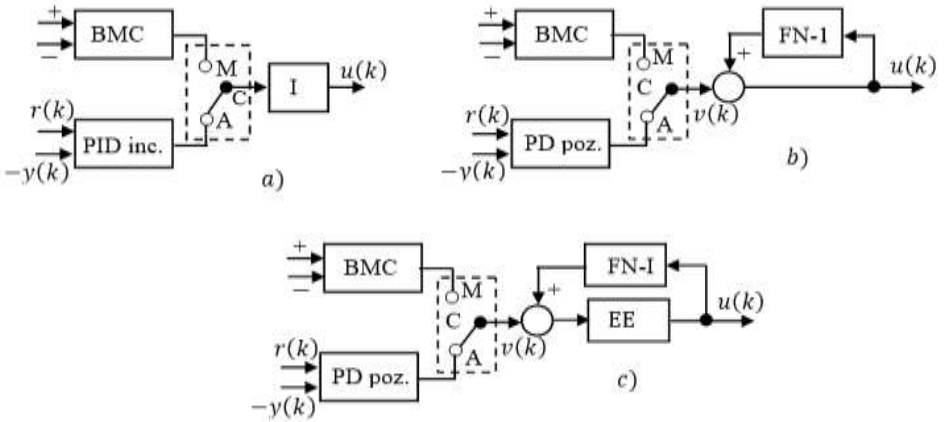 +
−
BMC
M
C
A
I
u(k)
r(k)
−y(k)
PID inc.
a)
+
−
BMC
M
C
A
v(k)
+
FN-1
u(k)
r(k)
−y(k)
PD poz.
b)
+
−
BMC
M
C
A
v(k)
+
FN-I
EE
u(k)
r(k)
−y(k)
PD poz.
c)